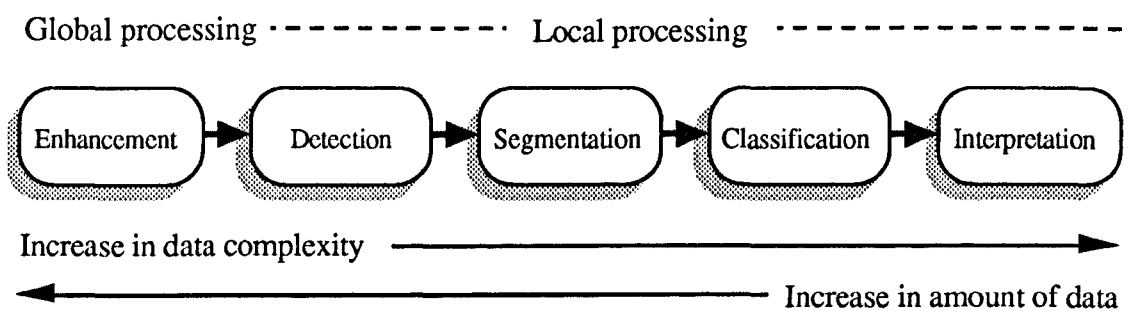 Global processing
Local processing
Enhancement
Detection
Segmentation
Classification
Interpretation
Increase in data complexity
Increase in amount of data